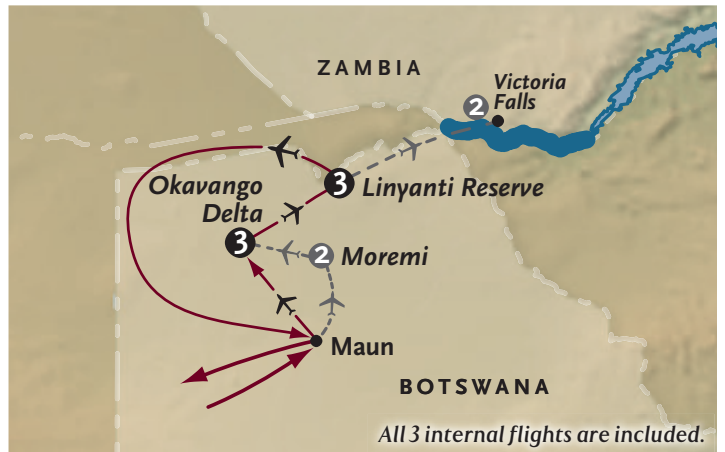 ZAMBIA
Victoria
Falls
2
Okavango
Delta
3
Linyanti Reserve
3
2
Moremi
Maun
BOTSWANA
All 3 internal flights are included.